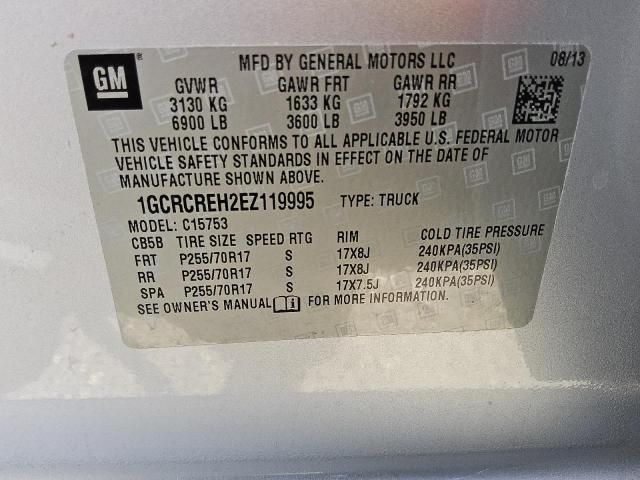 GM
MFD BY GENERAL MOTORS LLC 08/13
GVWR GAWR FRT GAWR RR
3130 KG 1633 KG 1792 KG
6900 LB 3600 LB 3950 LB
THIS VEHICLE CONFORMS TO ALL APPLICABLE U.S. FEDERAL MOTOR
VEHICLE SAFETY STANDARDS IN EFFECT ON THE DATE OF
MANUFACTURE SHOWN ABOVE.
1GCRCREH2EZ119995 TYPE: TRUCK
MODEL: C15753
CB5B TIRE SIZE SPEED RTG RIM COLD TIRE PRESSURE
FRT P255/70R17 S 17X8J 240KPA(35PSI)
RR P255/70R17 S 17X8J 240KPA(35PSI)
SPA P255/70R17 S 17X7.5J 240KPA(35PSI)
SEE OWNER'S MANUAL FOR MORE INFORMATION.